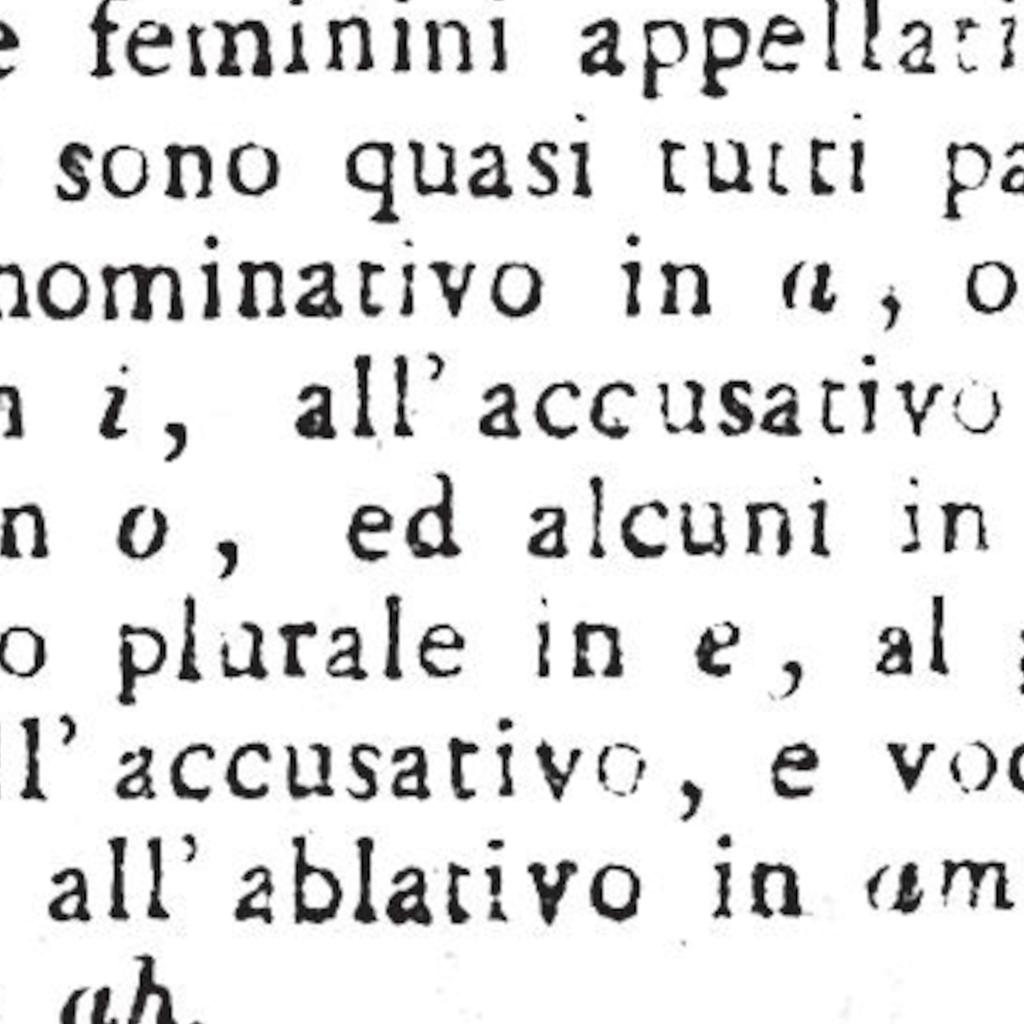 e feminini appellati
sono quasi tutti pa
nominativo in a, o
n i, all' accusativo
n o, ed alcuni in
o plurale in e, al
ll' accusativo, e voc
all' ablativo in am
ah.